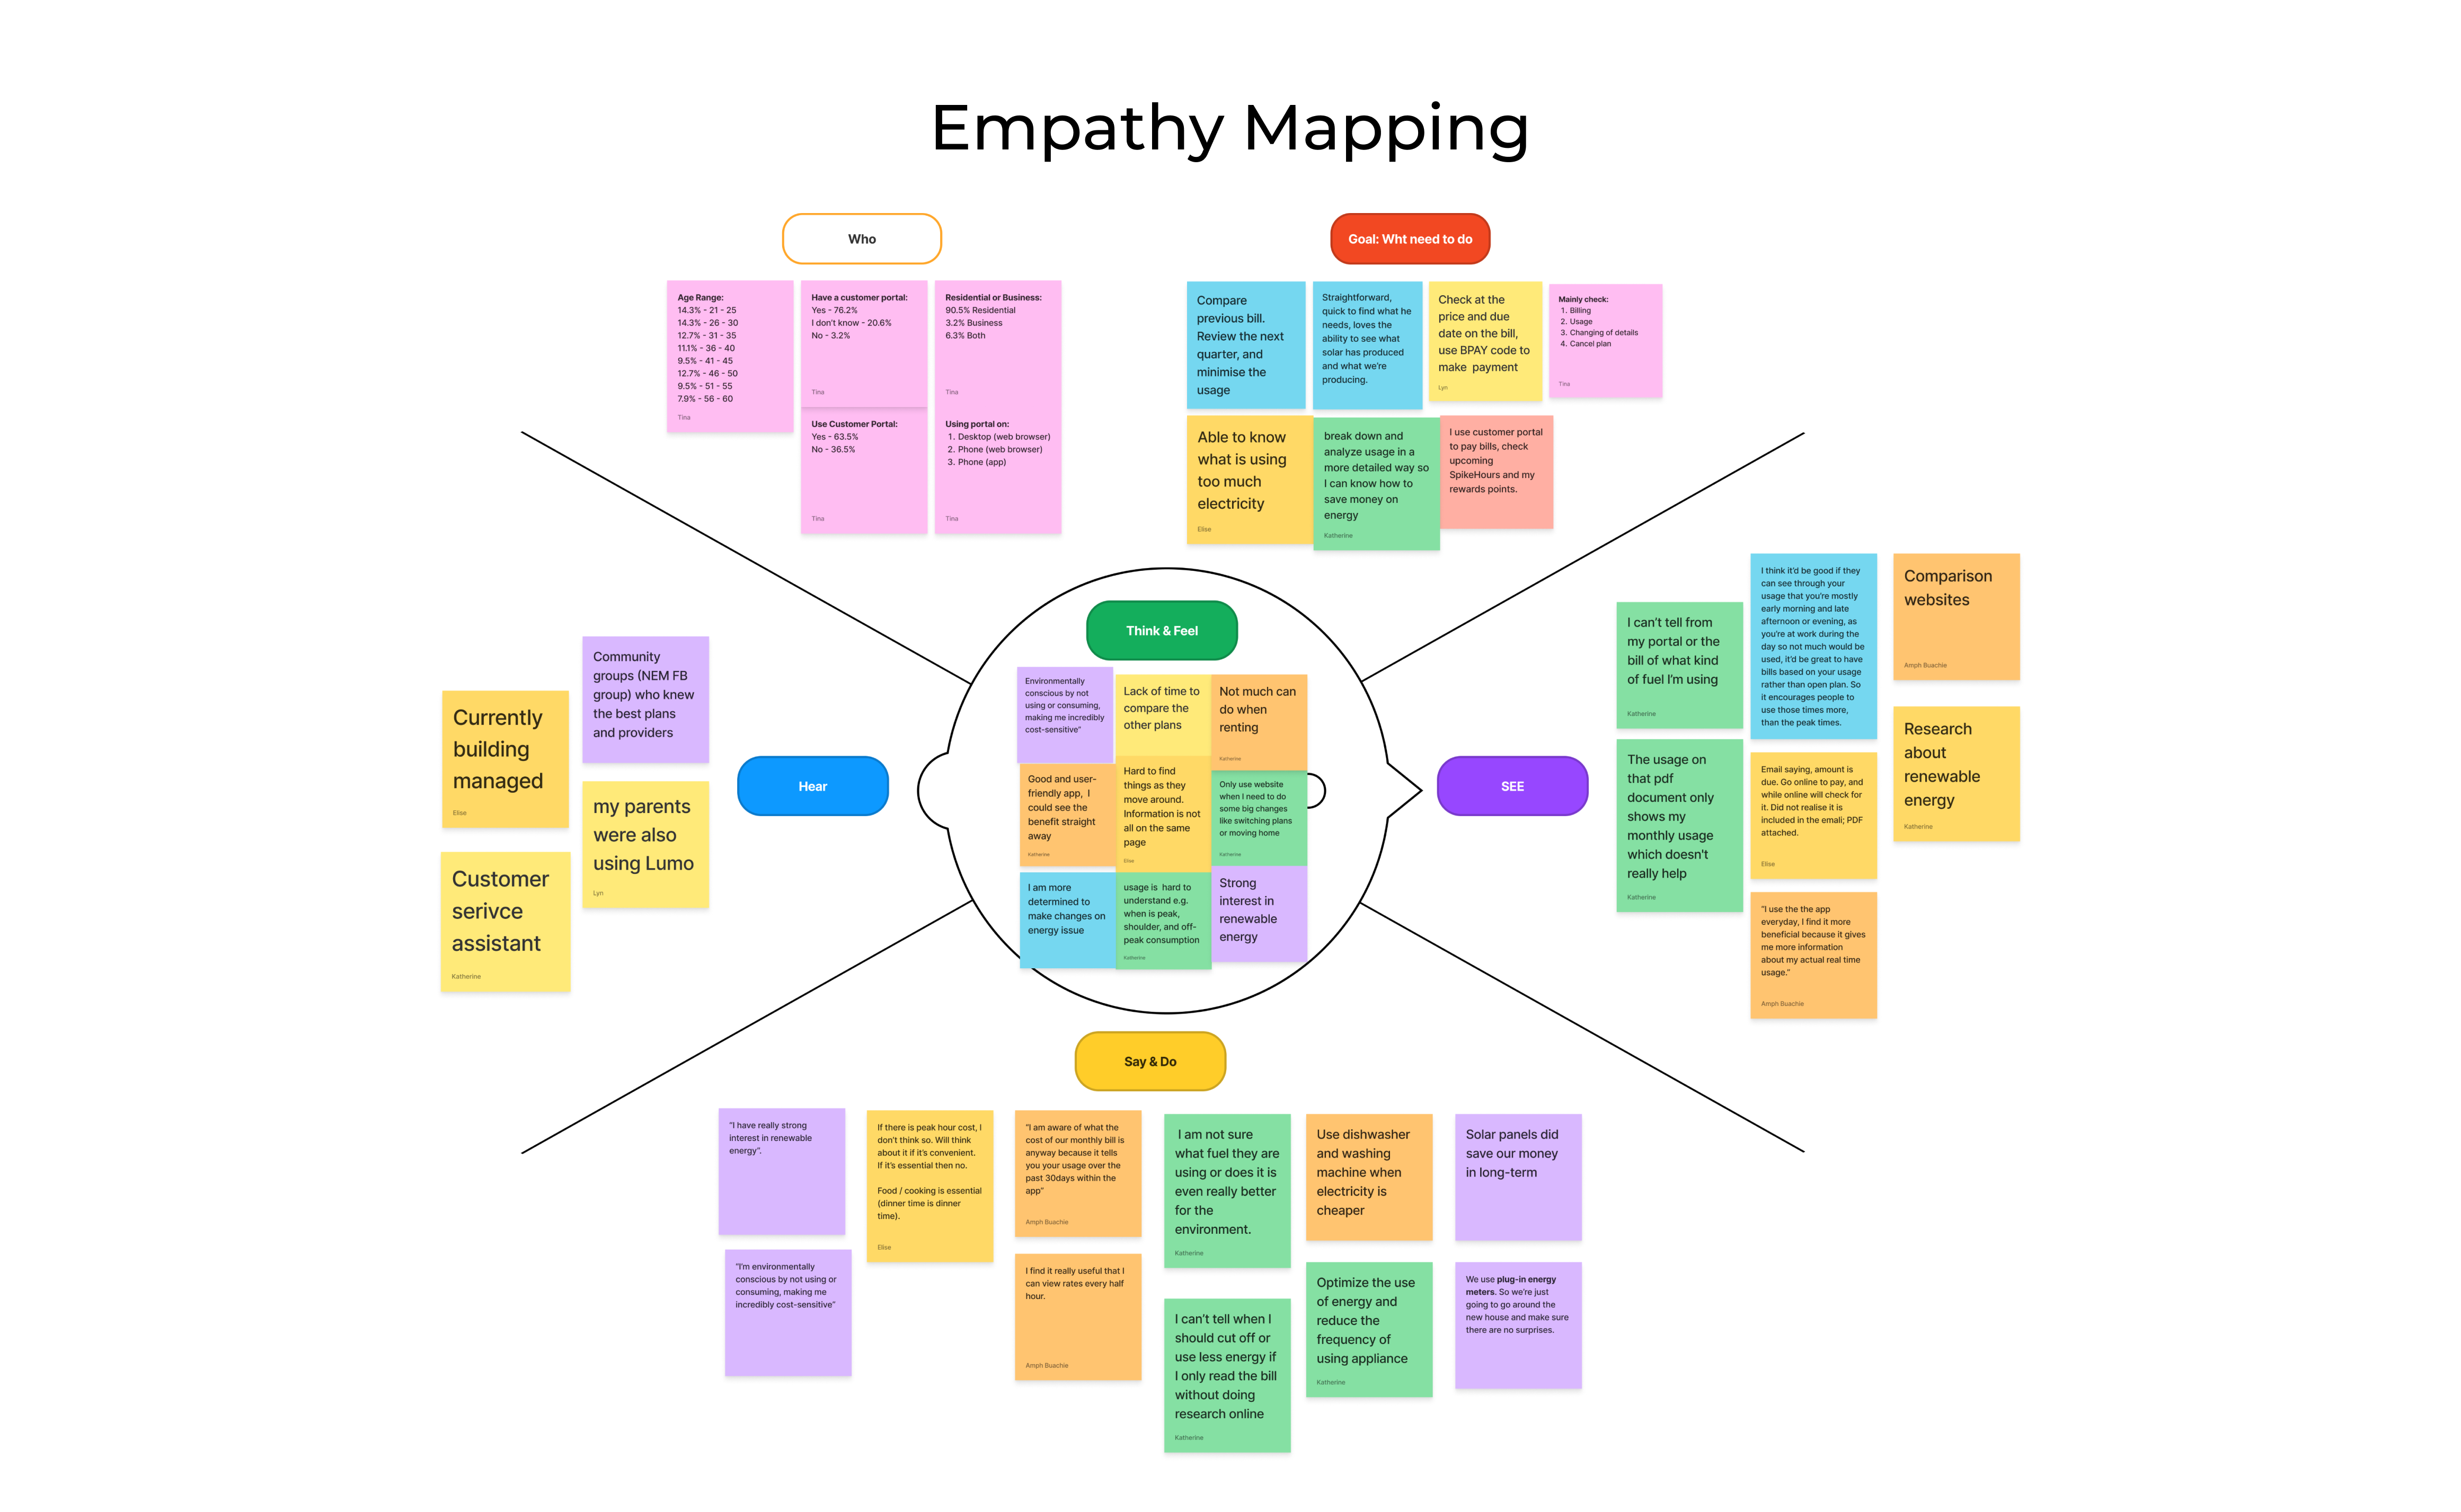 Empathy Mapping
Who
Age Range:
14.3% - 21 - 25
14.3% - 26 - 30
12.7% - 31 - 35
11.1% - 36 - 40
9.5% - 41 - 45
12.7% - 46 - 50
9.5% - 51 - 55
7.9% - 56 - 60
Tina
Have a customer portal:
Yes - 76.2%
I don't know - 20.6%
No - 3.2%
Tina
Residential or Business:
90.5% Residential
3.2% Business
6.3% Both
Tina
Use Customer Portal:
Yes - 63.5%
No - 36.5%
Tina
Using portal on:
1. Desktop (web browser)
2. Phone (web browser)
3. Phone (app)
Tina
Goal: Wht need to do
Compare
previous bill.
Review the next
quarter, and
minimise the
usage
Straightforward,
quick to find what he
needs, loves the
ability to see what
solar has produced
and what we're
producing.
Check at the
price and due
date on the bill,
use BPAY code to
make payment
Lyn
Mainly check:
1. Billing
2. Usage
3. Changing of details
4. Cancel plan
Tina
Able to know
what is using
too much
electricity
Elise
break down and
analyze usage in a
more detailed way so
I can know how to
save money on
energy
Katherine
I use customer portal
to pay bills, check
upcoming
SpikeHours and my
rewards points.
Hear
Currently
building
managed
Elise
Community
groups (NEM FB
group) who knew
the best plans
and providers
my parents
were also
using Lumo
Lyn
Customer
serivce
assistant
Katherine
Think & Feel
Environmentally
conscious by not
using or consuming,
making me incredibly
cost-sensitive"
Lack of time to
compare the
other plans
Not much can
do when
renting
Katherine
Good and user-
friendly app, I
could see the
benefit straight
away
Katherine
Hard to find
things as they
move around.
Information is not
all on the same
page
Elise
Only use website
when I need to do
some big changes
like switching plans
or moving home
Katherine
I am more
determined to
make changes on
energy issue
usage is hard to
understand e.g.
when is peak,
shoulder, and off-
peak consumption
Katherine
Strong
interest in
renewable
energy
SEE
I can't tell from
my portal or the
bill of what kind
of fuel I'm using
Katherine
I think it'd be good if they
can see through your
usage that you're mostly
early morning and late
afternoon or evening, as
you're at work during the
day so not much would be
used, it'd be great to have
bills based on your usage
rather than open plan. So
it encourages people to
use those times more,
than the peak times.
Comparison
websites
Amph Buachie
The usage on
that pdf
document only
shows my
monthly usage
which doesn't
really help
Katherine
Email saying, amount is
due. Go online to pay, and
while online will check for
it. Did not realise it is
included in the emali; PDF
attached.
Elise
Research
about
renewable
energy
Katherine
"I use the the app
everyday, I find it more
beneficial because it gives
me more information
about my actual real time
usage."
Amph Buachie
Say & Do
"I have really strong
interest in renewable
energy".
If there is peak hour cost, I
don't think so. Will think
about it if it's convenient.
If it's essential then no.
Food / cooking is essential
(dinner time is dinner
time).
Elise
"I am aware of what the
cost of our monthly bill is
anyway because it tells
you your usage over the
past 30days within the
app"
Amph Buachie
I am not sure
what fuel they are
using or does it is
even really better
for the
environment.
Katherine
Use dishwasher
and washing
machine when
electricity is
cheaper
Solar panels did
save our money
in long-term
"I'm environmentally
conscious by not using or
consuming, making me
incredibly cost-sensitive"
I find it really useful that I
can view rates every half
hour.
Amph Buachie
I can't tell when I
should cut off or
use less energy if
I only read the bill
without doing
research online
Katherine
Optimize the use
of energy and
reduce the
frequency of
using appliance
Katherine
We use plug-in energy
meters. So we're just
going to go around the
new house and make sure
there are no surprises.